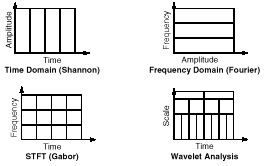 Amplitude
Time
Time Domain (Shannon)
Frequency
Amplitude
Frequency Domain (Fourier)
Frequency
Time
STFT (Gabor)
Scale
Time
Wavelet Analysis